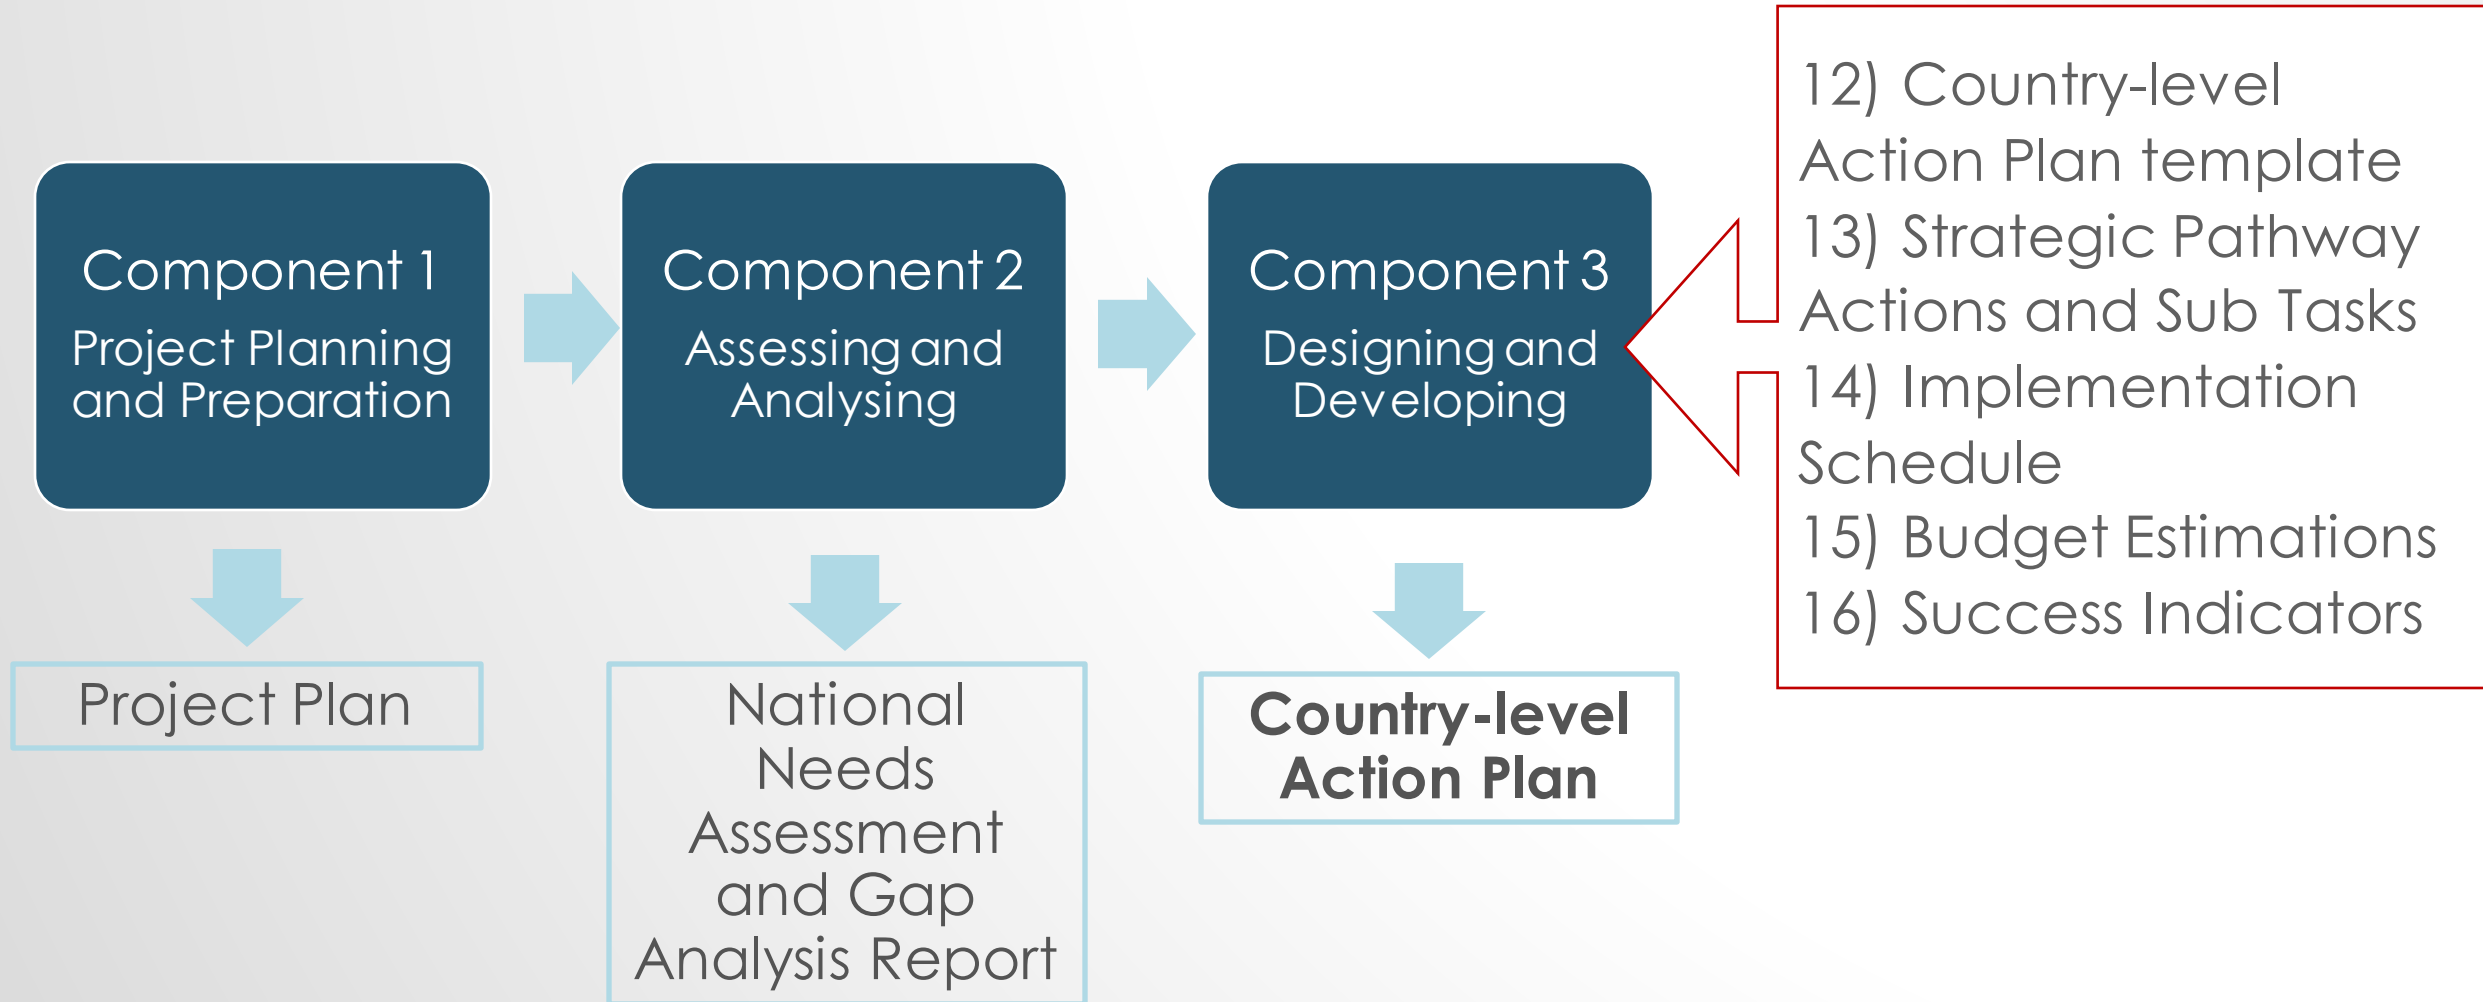 Component 1
Project Planning
and Preparation
Component 2
Assessing and
Analysing
Component 3
Designing and
Developing
12) Country-level
Action Plan template
13) Strategic Pathway
Actions and Sub Tasks
14) Implementation
Schedule
15) Budget Estimations
16) Success Indicators
Project Plan
National
Needs
Assessment
and Gap
Analysis Report
Country-level
Action Plan